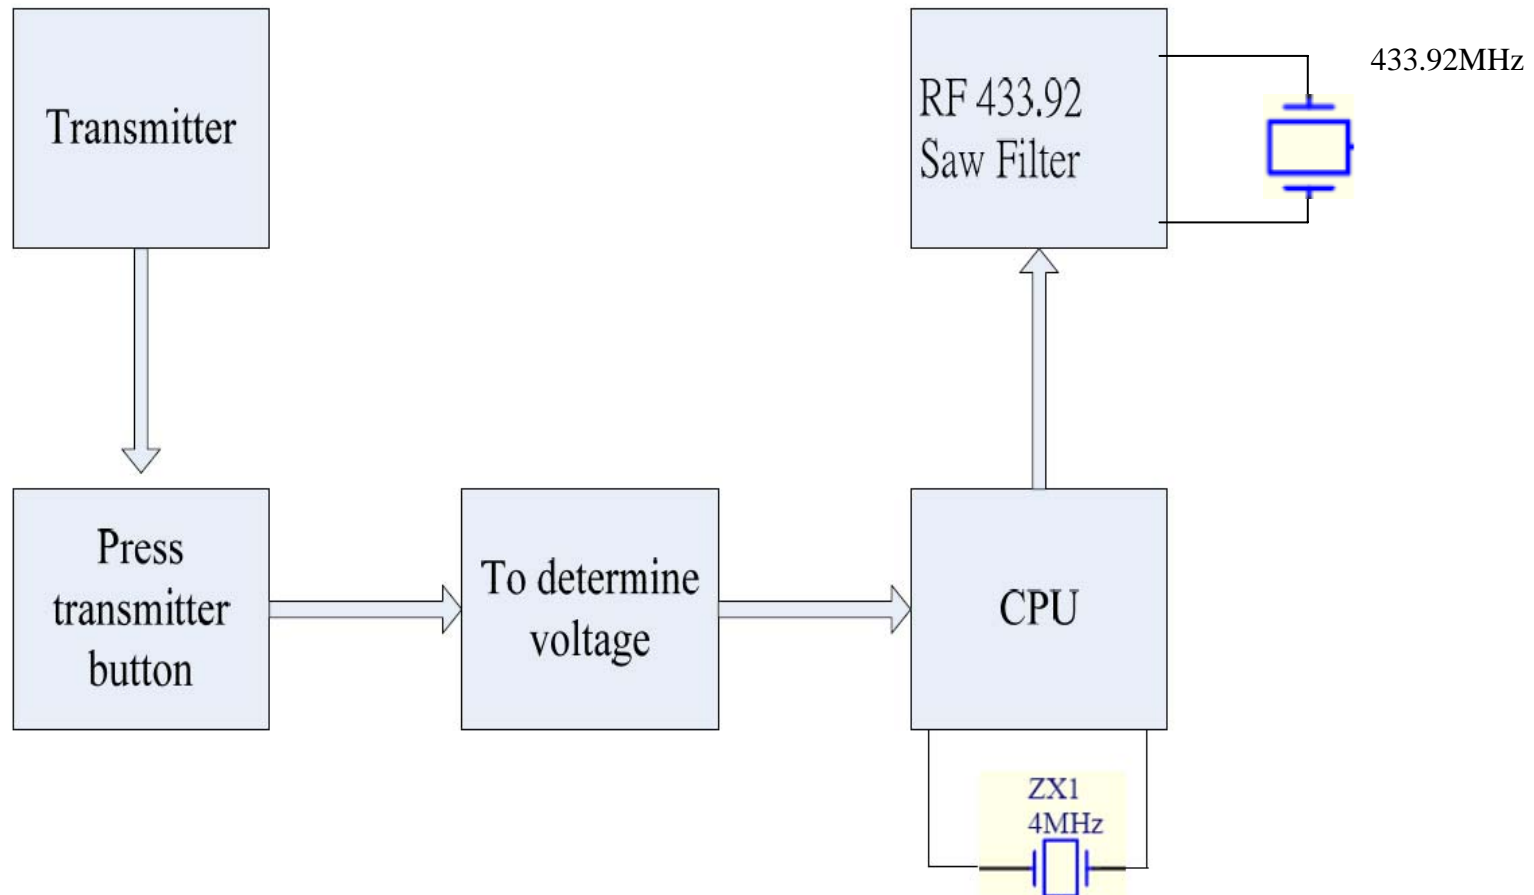 Transmitter
RF 433.92
Saw Filter
433.92MHz
Press
transmitter
button
To determine
voltage
CPU
ZX1
4MHz